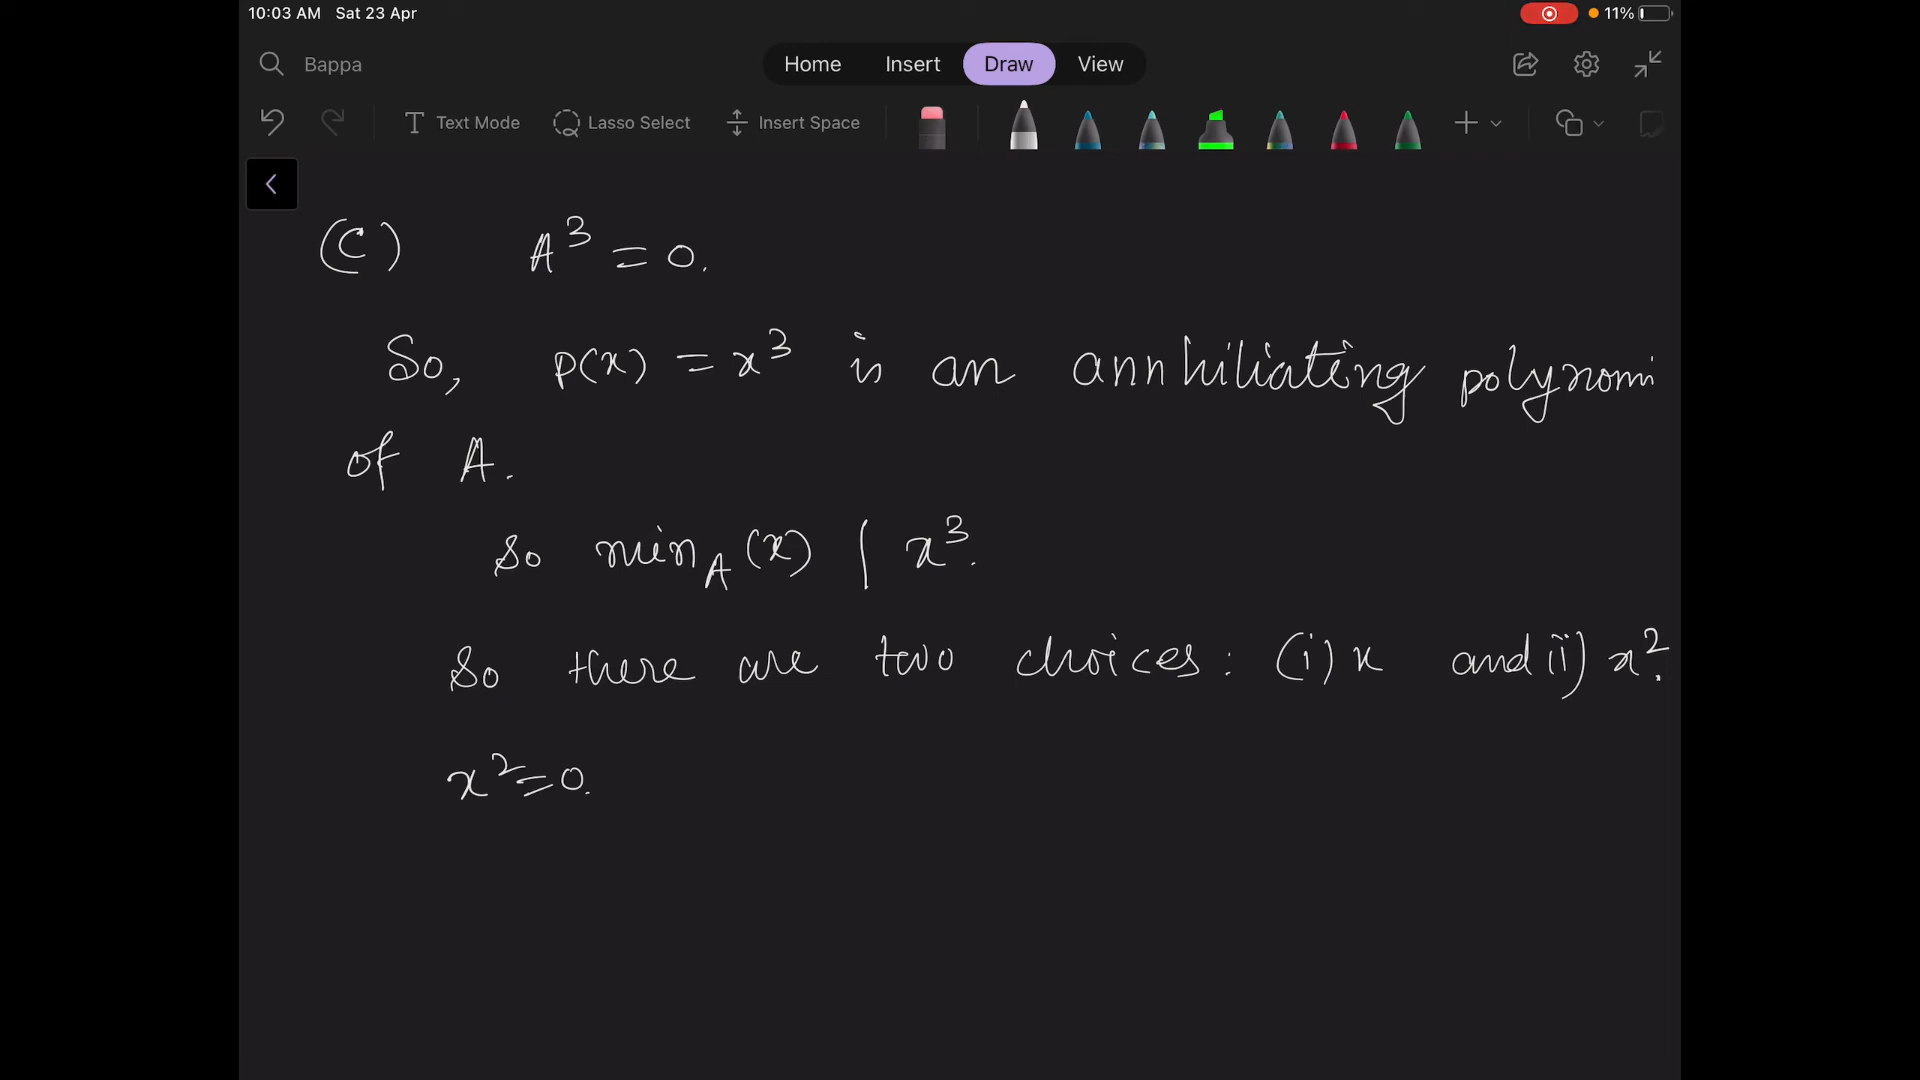 10:03 AM Sat 23 Apr 11%
Bappa Home Insert Draw View
Text Mode Lasso Select Insert Space
(C) A³ = 0.
So, p(x) = x³ is an annhiliating polynomi
of A.
So min_A (x) | x³.
So there are two choices: (i) x and ii) x².
x² = 0.